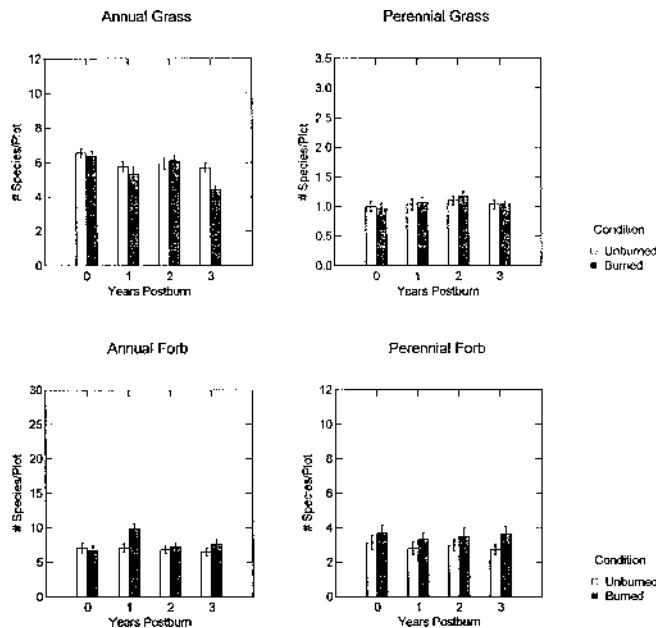 Annual Grass
Perennial Grass
12
10
8
6
4
2
0
# Species/Plot
0 1 2 3
Years Postburn
3.5
3.0
2.5
2.0
1.5
1.0
0.5
0.0
# Species/Plot
0 1 2 3
Years Postburn
Condition
Unburned
Burned
Annual Forb
Perennial Forb
30
25
20
15
10
5
0
# Species/Plot
0 1 2 3
Years Postburn
12
10
8
6
4
2
0
# Species/Plot
0 1 2 3
Years Postburn
Condition
Unburned
Burned